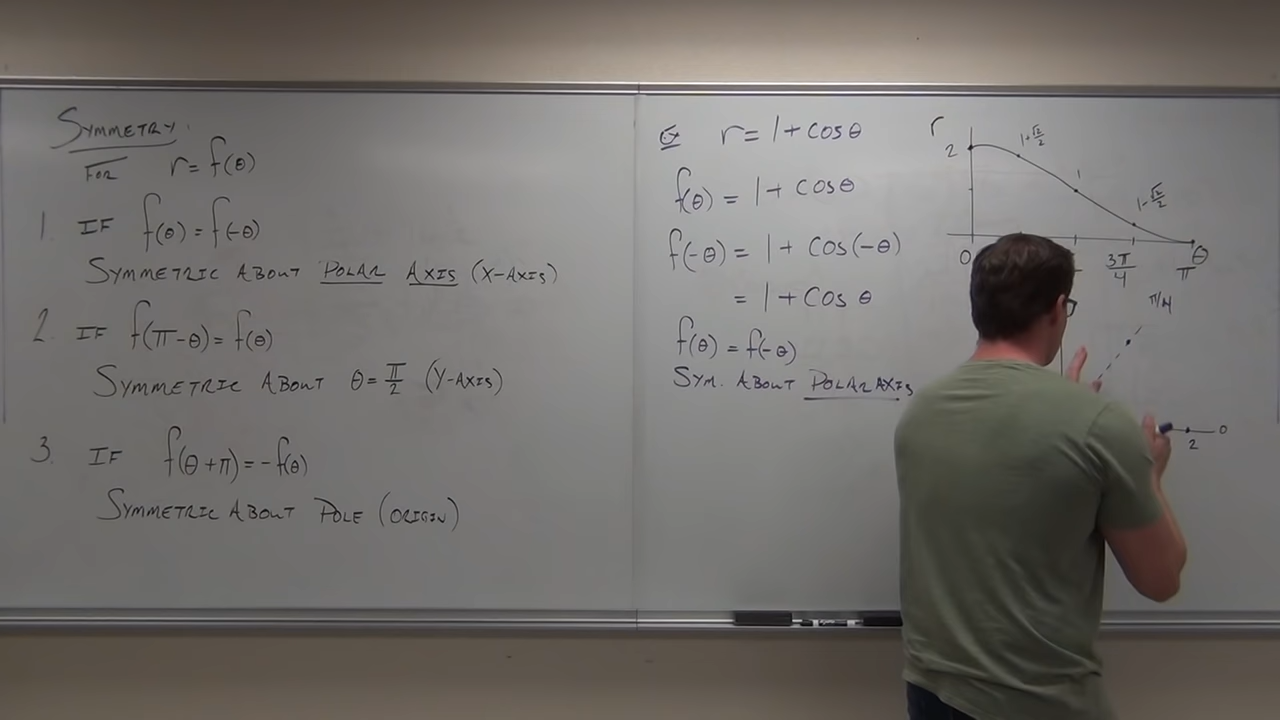 SYMMETRY
FOR r = f(θ)
1. IF f(θ) = f(-θ)
SYMMETRIC ABOUT POLAR AXIS (X-AXIS)
2. IF f(π-θ) = f(θ)
SYMMETRIC ABOUT θ = π/2 (Y-AXIS)
3. IF f(θ+π) = -f(θ)
SYMMETRIC ABOUT POLE (ORIGIN)
Ex r = 1 + cosθ
f(θ) = 1 + cosθ
f(-θ) = 1 + cos(-θ)
= 1 + cos θ
f(θ) = f(-θ)
SYM. ABOUT POLAR AXIS
r
2
1+√2/2
1
1-√2/2
0
3π/4
π
θ
π/4
0
2